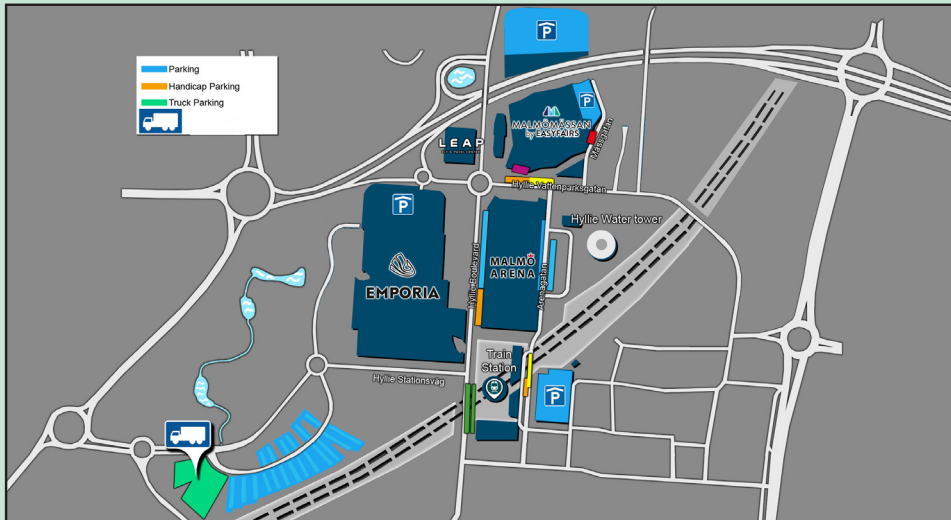 P
Parking
Handicap Parking
Truck Parking
P
MALMÖMÄSSAN
by EASYFAIRS
Mässgatan
LEAP
Hyllie Vattenparksgatan
P
Hyllie Water tower
EMPORIA
Hyllie Boulevard
MALMÖ
ARENA
Arenagatan
Train
Station
Hyllie Stationsväg
P